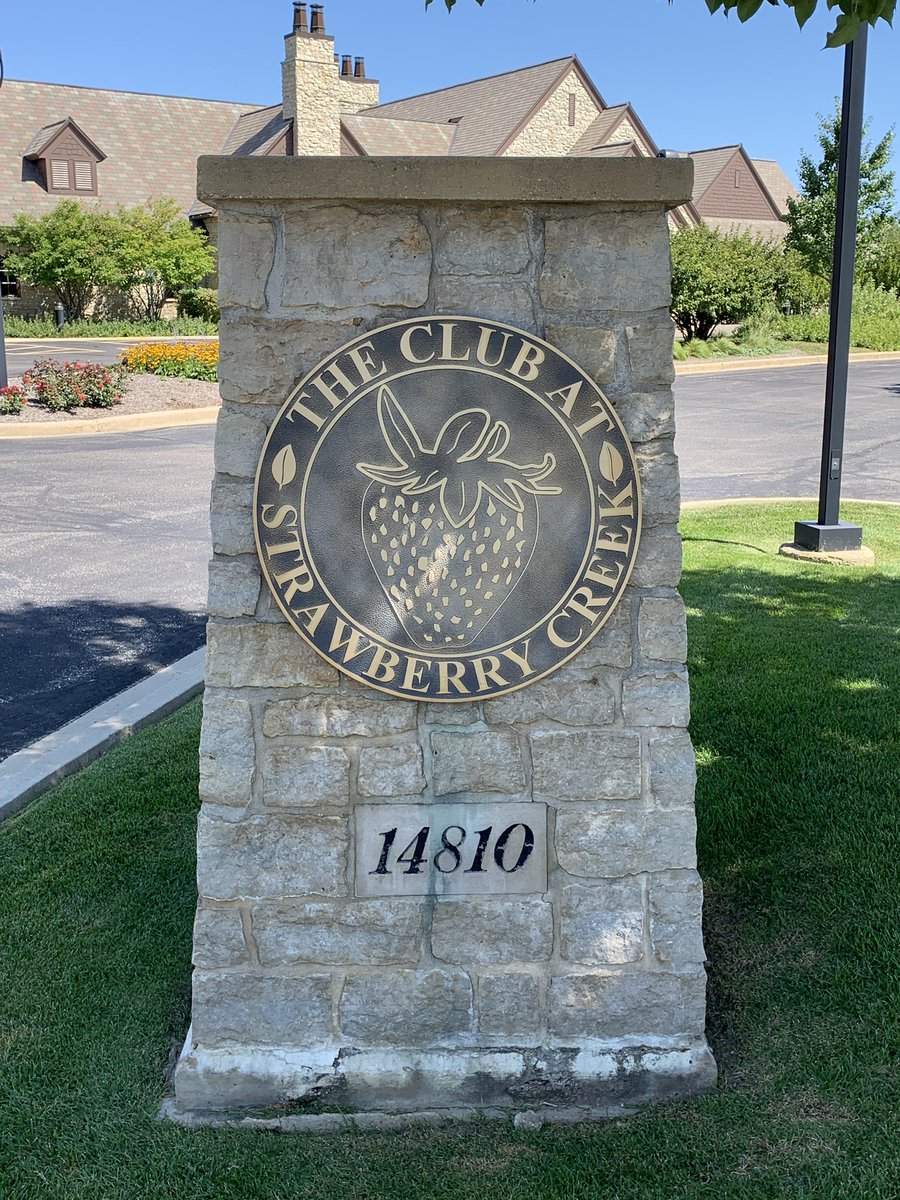 THE CLUB AT
STRAWBERRY CREEK
14810